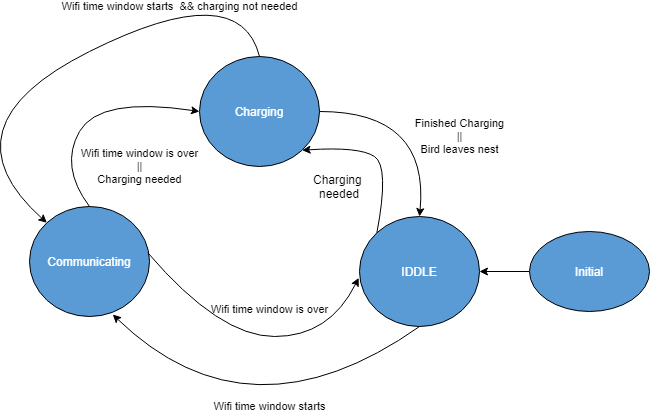 Wifi time window starts && charging not needed
Charging
Finished Charging
||
Bird leaves nest
Wifi time window is over
||
Charging needed
Charging
needed
Communicating
IDDLE
Initial
Wifi time window is over
Wifi time window starts